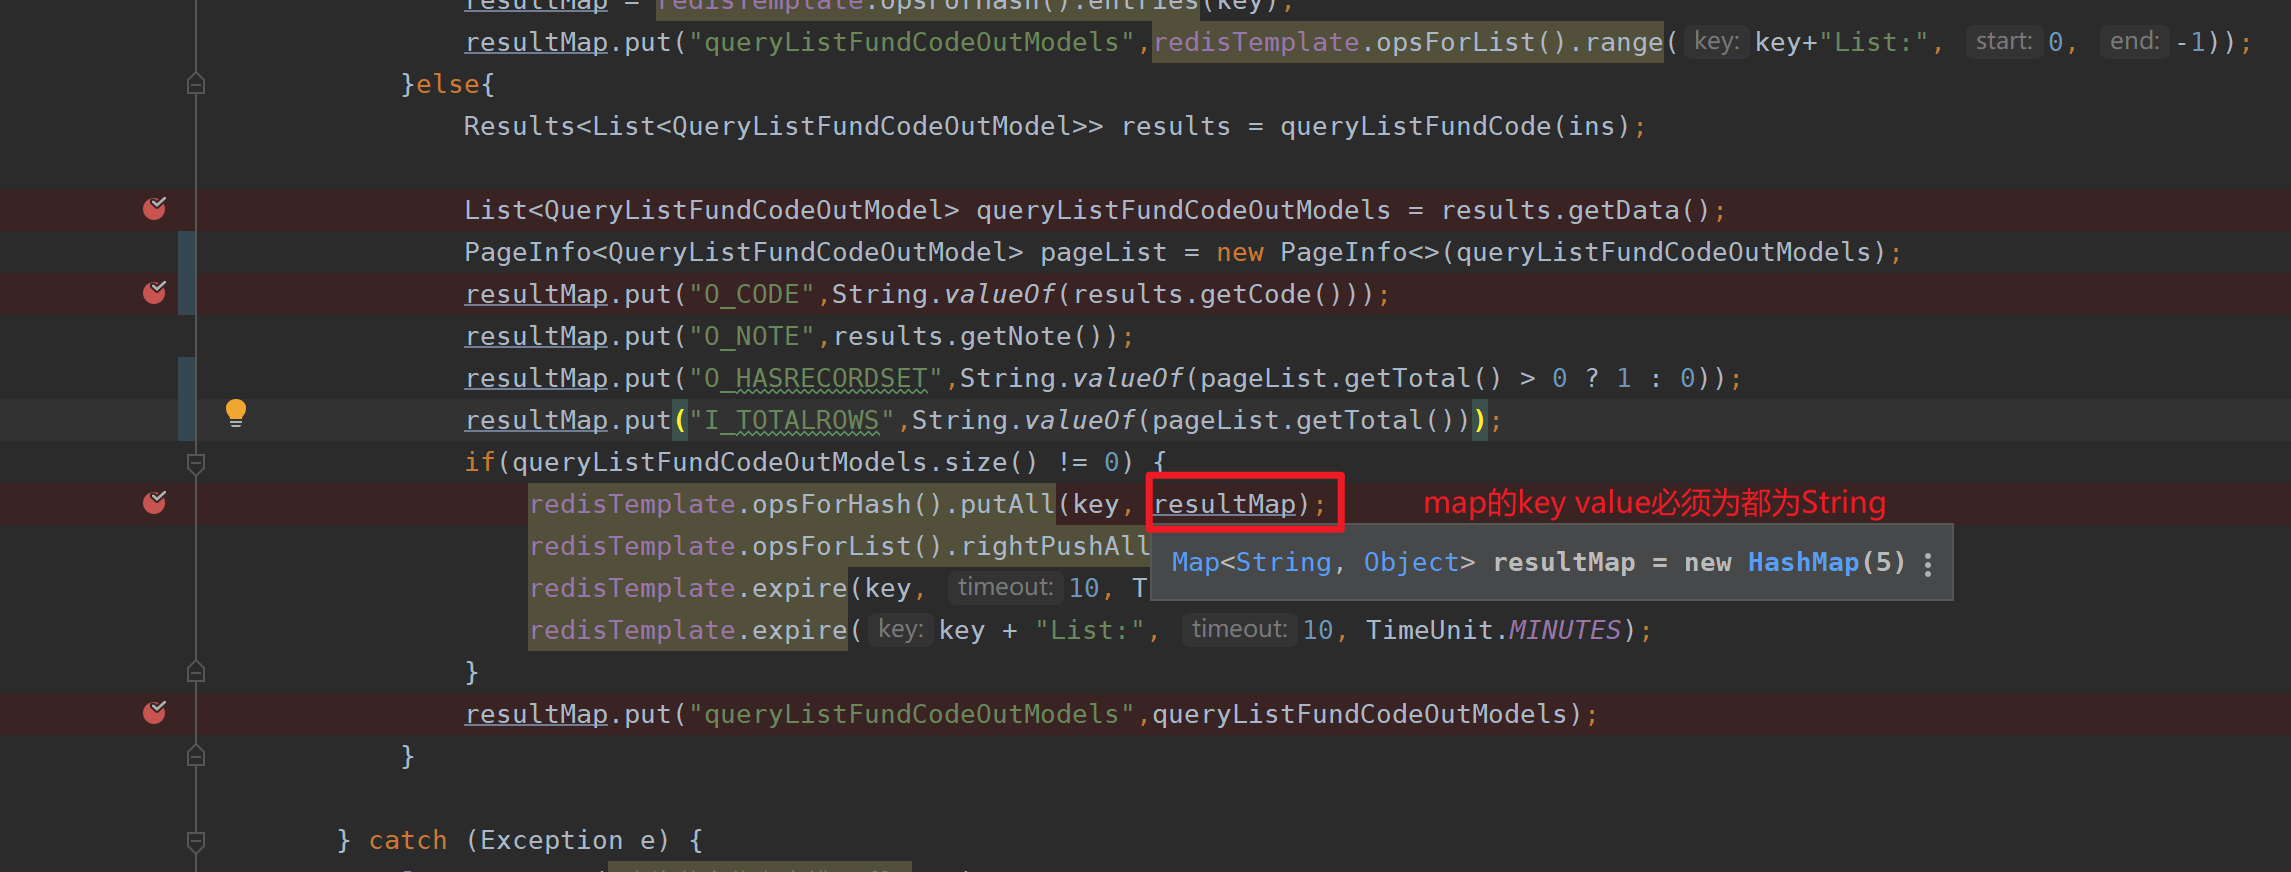 resultMap = redisTemplate.opsForHash().entries(key);
resultMap.put("queryListFundCodeOutModels",redisTemplate.opsForList().range( key: key+"List:", start: 0, end: -1));
}else{
Results<List<QueryListFundCodeOutModel>> results = queryListFundCode(ins);
List<QueryListFundCodeOutModel> queryListFundCodeOutModels = results.getData();
PageInfo<QueryListFundCodeOutModel> pageList = new PageInfo<>(queryListFundCodeOutModels);
resultMap.put("O_CODE",String.valueOf(results.getCode()));
resultMap.put("O_NOTE",results.getNote());
resultMap.put("O_HASRECORDSET",String.valueOf(pageList.getTotal() > 0 ? 1 : 0));
resultMap.put("I_TOTALROWS",String.valueOf(pageList.getTotal()));
if(queryListFundCodeOutModels.size() != 0) {
redisTemplate.opsForHash().putAll(key, resultMap); map的key value必须为都为String
redisTemplate.opsForList().rightPushAll
Map<String, Object> resultMap = new HashMap(5)
redisTemplate.expire(key, timeout: 10, T
redisTemplate.expire( key: key + "List:", timeout: 10, TimeUnit.MINUTES);
}
resultMap.put("queryListFundCodeOutModels",queryListFundCodeOutModels);
}
} catch (Exception e) {